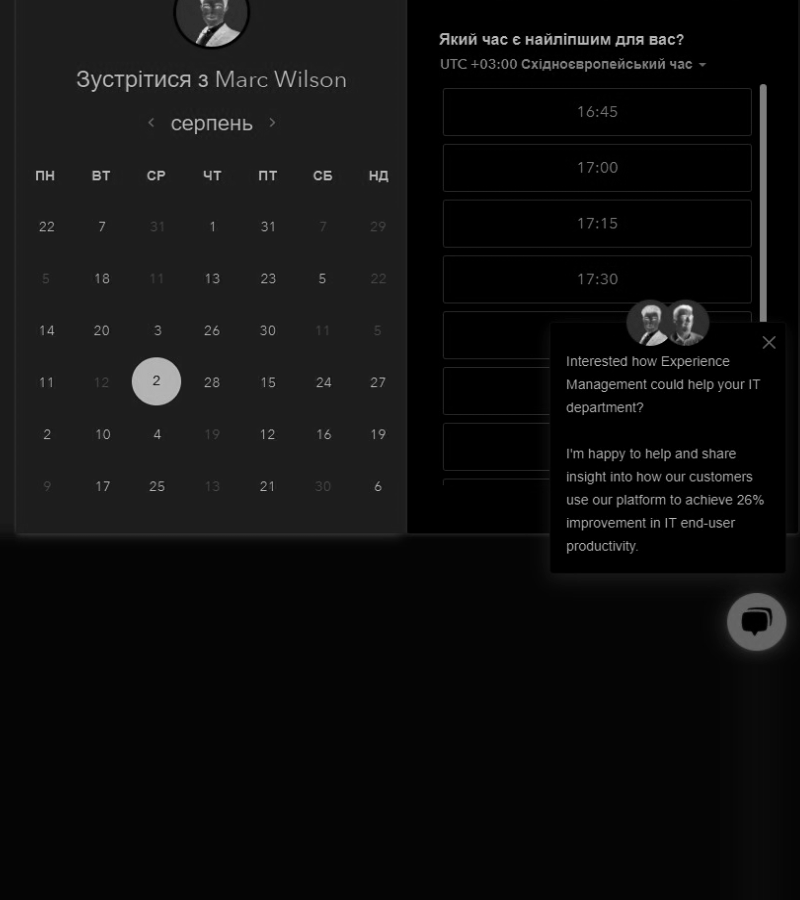 Зустрітися з Marc Wilson
серпень
ПН ВТ СР ЧТ ПТ СБ НД
22 7 31 1 31 7 29
5 18 11 13 23 5 22
14 20 3 26 30 11 5
11 12 2 28 15 24 27
2 10 4 19 12 16 19
9 17 25 13 21 30 6
Який час є найліпшим для вас?
UTC +03:00 Східноєвропейський час
16:45
17:00
17:15
17:30
Interested how Experience
Management could help your IT
department?
I'm happy to help and share
insight into how our customers
use our platform to achieve 26%
improvement in IT end-user
productivity.